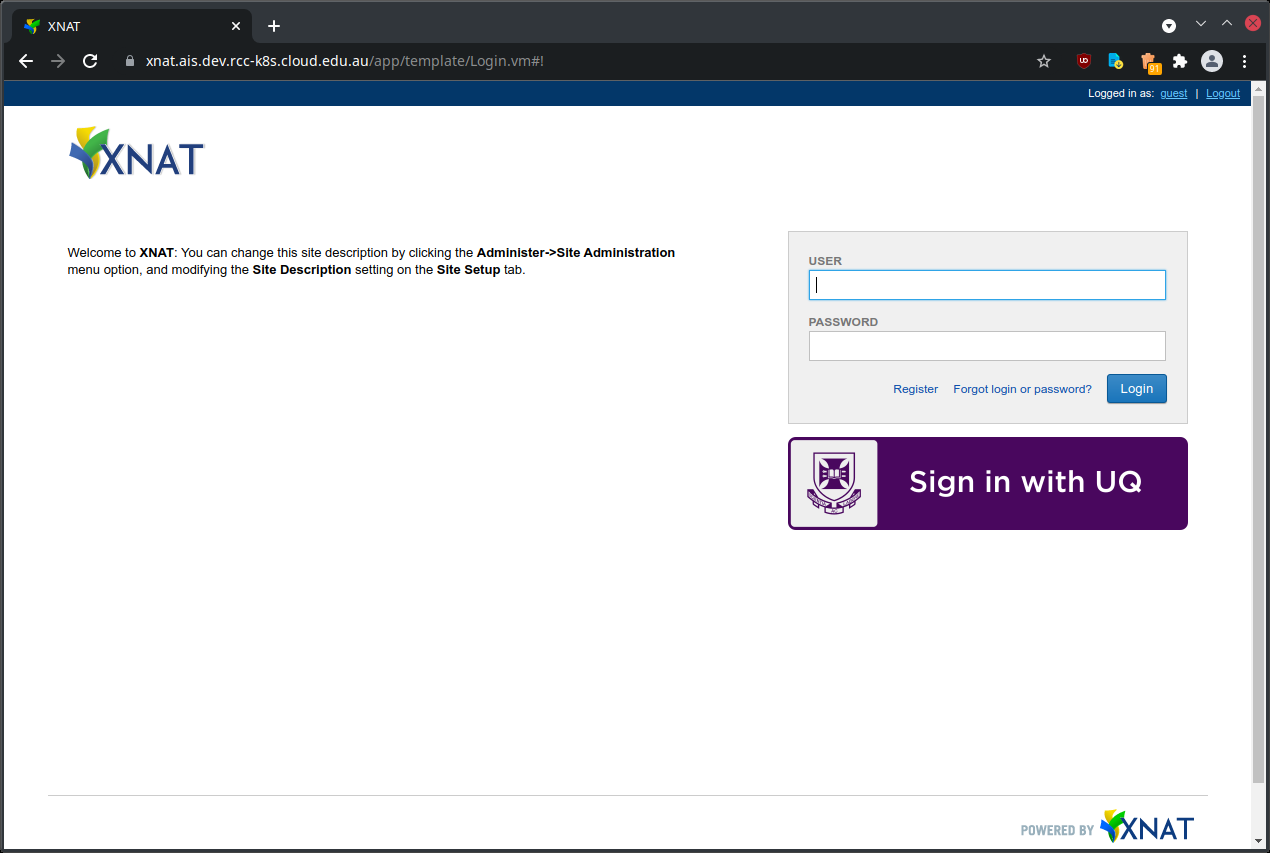 XNAT
xnat.ais.dev.rcc-k8s.cloud.edu.au/app/template/Login.vm#!
UD
91
Logged in as: guest | Logout
XNAT
Welcome to XNAT: You can change this site description by clicking the Administer->Site Administration
menu option, and modifying the Site Description setting on the Site Setup tab.
USER
PASSWORD
Register Forgot login or password? Login
Sign in with UQ
POWERED BY XNAT